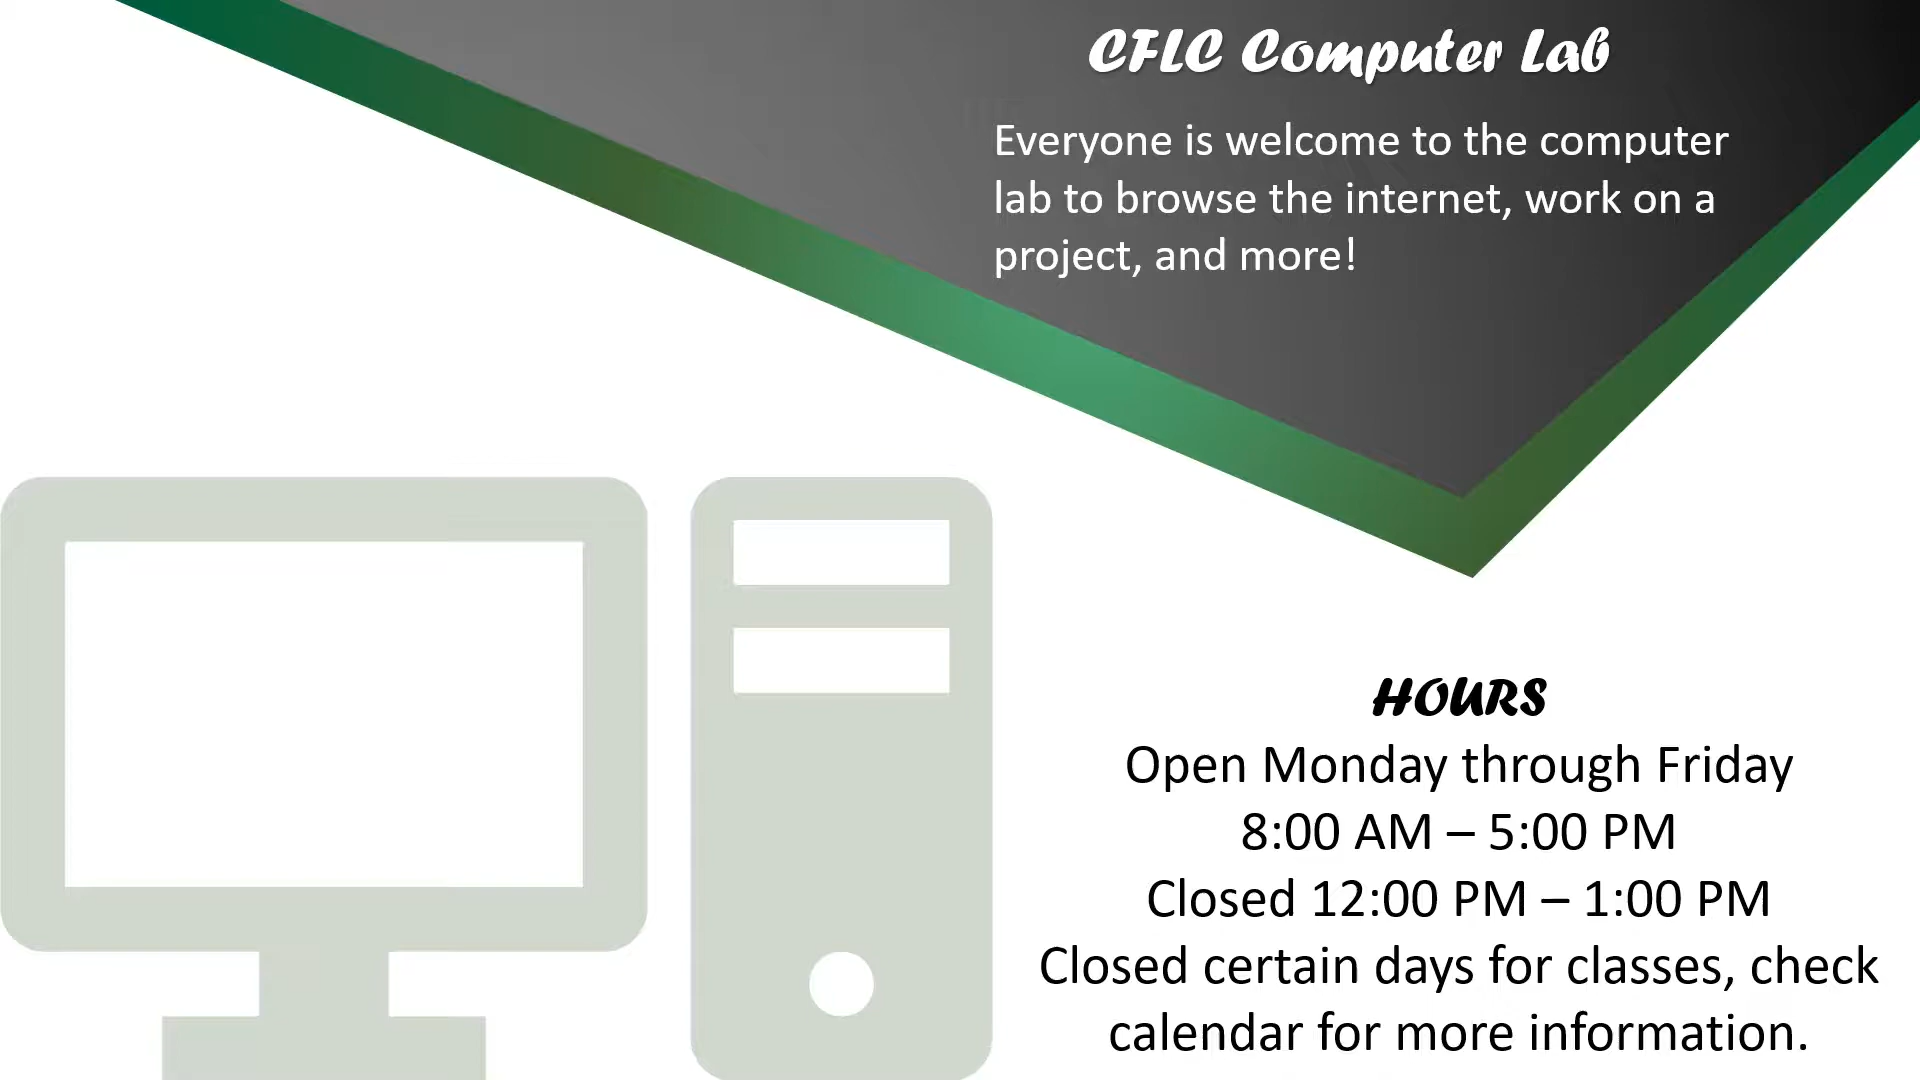 CFLC Computer Lab
Everyone is welcome to the computer
lab to browse the internet, work on a
project, and more!
HOURS
Open Monday through Friday
8:00 AM – 5:00 PM
Closed 12:00 PM – 1:00 PM
Closed certain days for classes, check
calendar for more information.